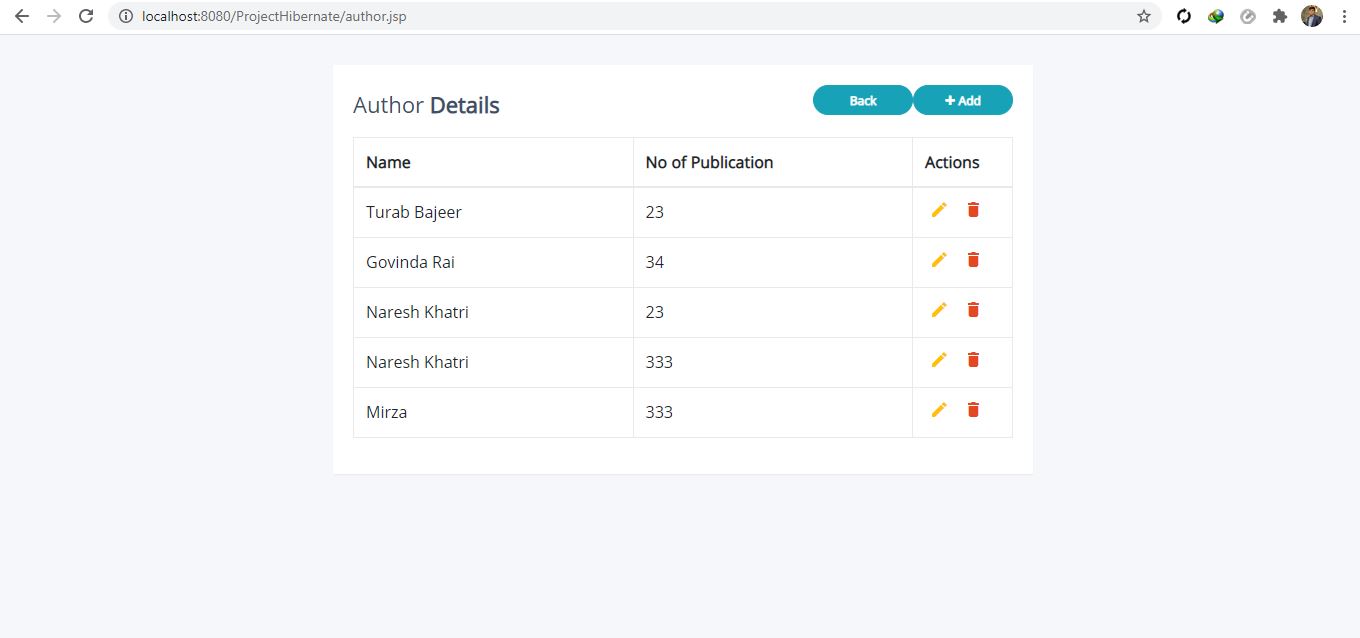 localhost:8080/ProjectHibernate/author.jsp
Author Details
Back
Add
Name No of Publication Actions
Turab Bajeer 23
Govinda Rai 34
Naresh Khatri 23
Naresh Khatri 333
Mirza 333